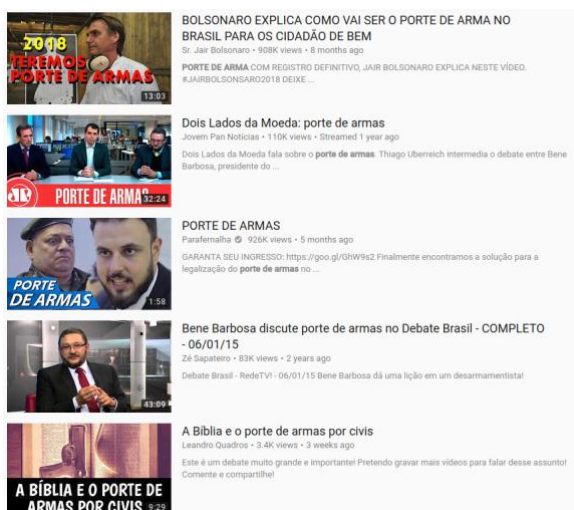 2018
TEREMOS
PORTE DE ARMAS
13:03
BOLSONARO EXPLICA COMO VAI SER O PORTE DE ARMA NO
BRASIL PARA OS CIDADÃO DE BEM
Sr. Jair Bolsonaro • 908K views • 8 months ago
PORTE DE ARMA COM REGISTRO DEFINITIVO, JAIR BOLSONARO EXPLICA NESTE VÍDEO.
#JAIRBOLSONSARO2018 DEIXE ...
JP
PORTE DE ARMA
32:24
Dois Lados da Moeda: porte de armas
Jovem Pan Notícias • 110K views • Streamed 1 year ago
Dois Lados da Moeda fala sobre o porte de armas. Thiago Uberreich intermedia o debate entre Bene
Barbosa, presidente do ...
PORTE
DE ARMAS
1:58
PORTE DE ARMAS
Parafernalha 926K views • 5 months ago
GARANTA SEU INGRESSO: https://goo.gl/GhW9s2 Finalmente encontramos a solução para a
legalização do porte de armas no ...
43:09
Bene Barbosa discute porte de armas no Debate Brasil - COMPLETO
- 06/01/15
Zé Sapateiro • 83K views • 2 years ago
Debate Brasil - RedeTV! - 06/01/15 Bene Barbosa dá uma lição em um desarmamentista!
A BÍBLIA E O PORTE DE
ARMAS POR CIVIS
9:29
A Bíblia e o porte de armas por civis
Leandro Quadros • 3.4K views • 3 weeks ago
Este é um debate muito grande e importante! Pretendo gravar mais vídeos para falar desse assunto!
Comente e compartilhe!